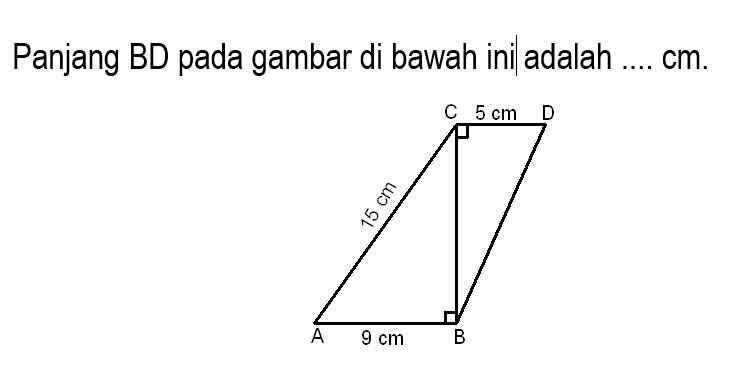 Panjang BD pada gambar di bawah ini adalah .... cm.
C 5 cm D
15 cm
A 9 cm B